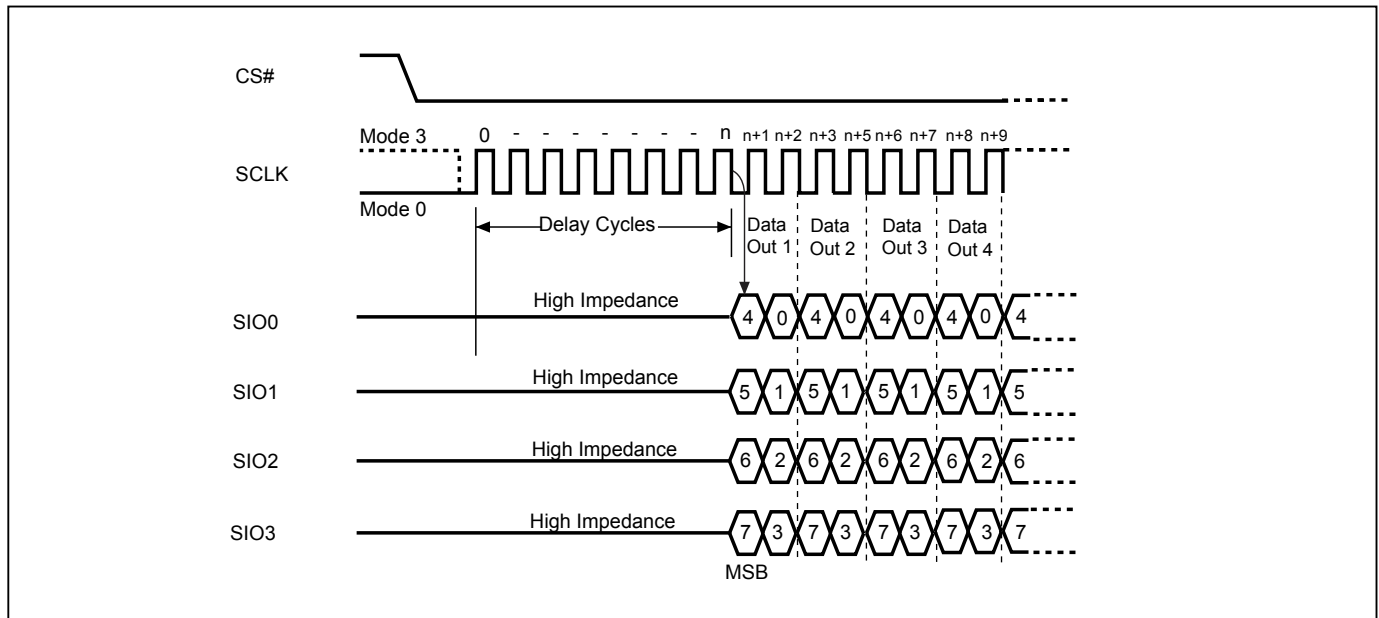 CS#
Mode 3
0 - - - - - - n n+1 n+2 n+3 n+5 n+6 n+7 n+8 n+9
SCLK
Mode 0
Delay Cycles
Data Out 1
Data Out 2
Data Out 3
Data Out 4
High Impedance
SIO0
4 0 4 0 4 0 4 0 4
High Impedance
SIO1
5 1 5 1 5 1 5 1 5
High Impedance
SIO2
6 2 6 2 6 2 6 2 6
High Impedance
SIO3
7 3 7 3 7 3 7 3 7
MSB